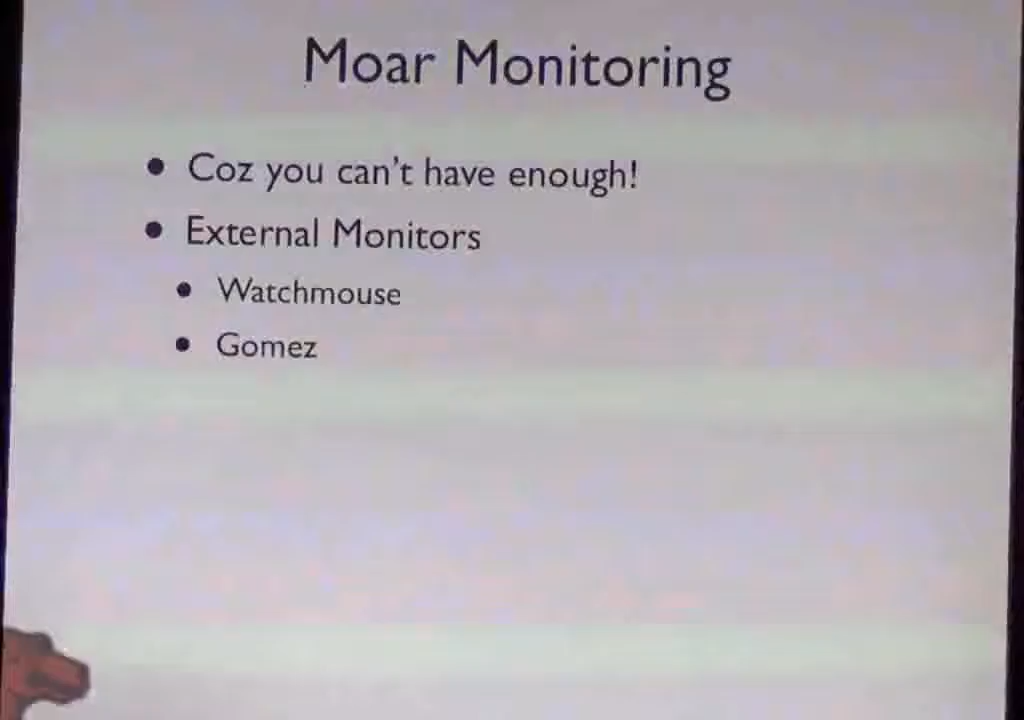 Moar Monitoring
• Coz you can't have enough!
• External Monitors
• Watchmouse
• Gomez